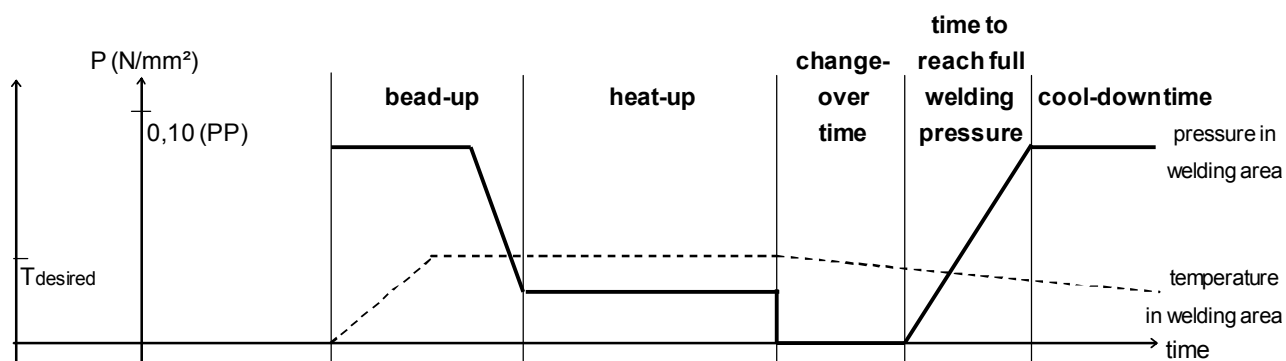 P (N/mm²)
0,10 (PP)
Tdesired
bead-up
heat-up
change-
over
time
time to
reach full
welding
pressure
cool-down time
pressure in
welding area
temperature
in welding area
time